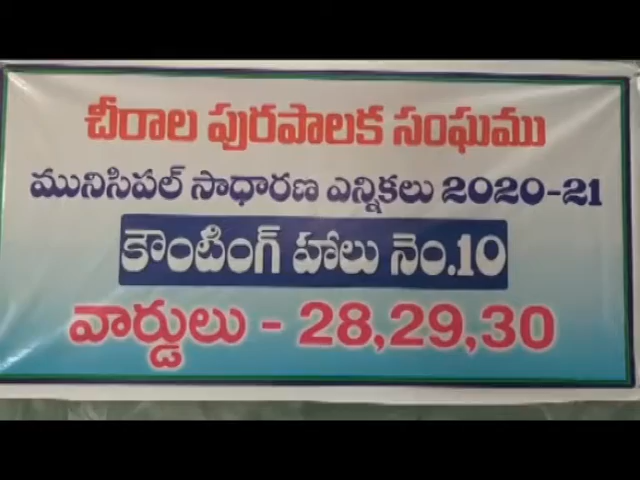 చీరాల పురపాలక సంఘము
మునిసిపల్ సాధారణ ఎన్నికలు 2020-21
కౌంటింగ్ హాలు నెం.10
వార్డులు - 28,29,30